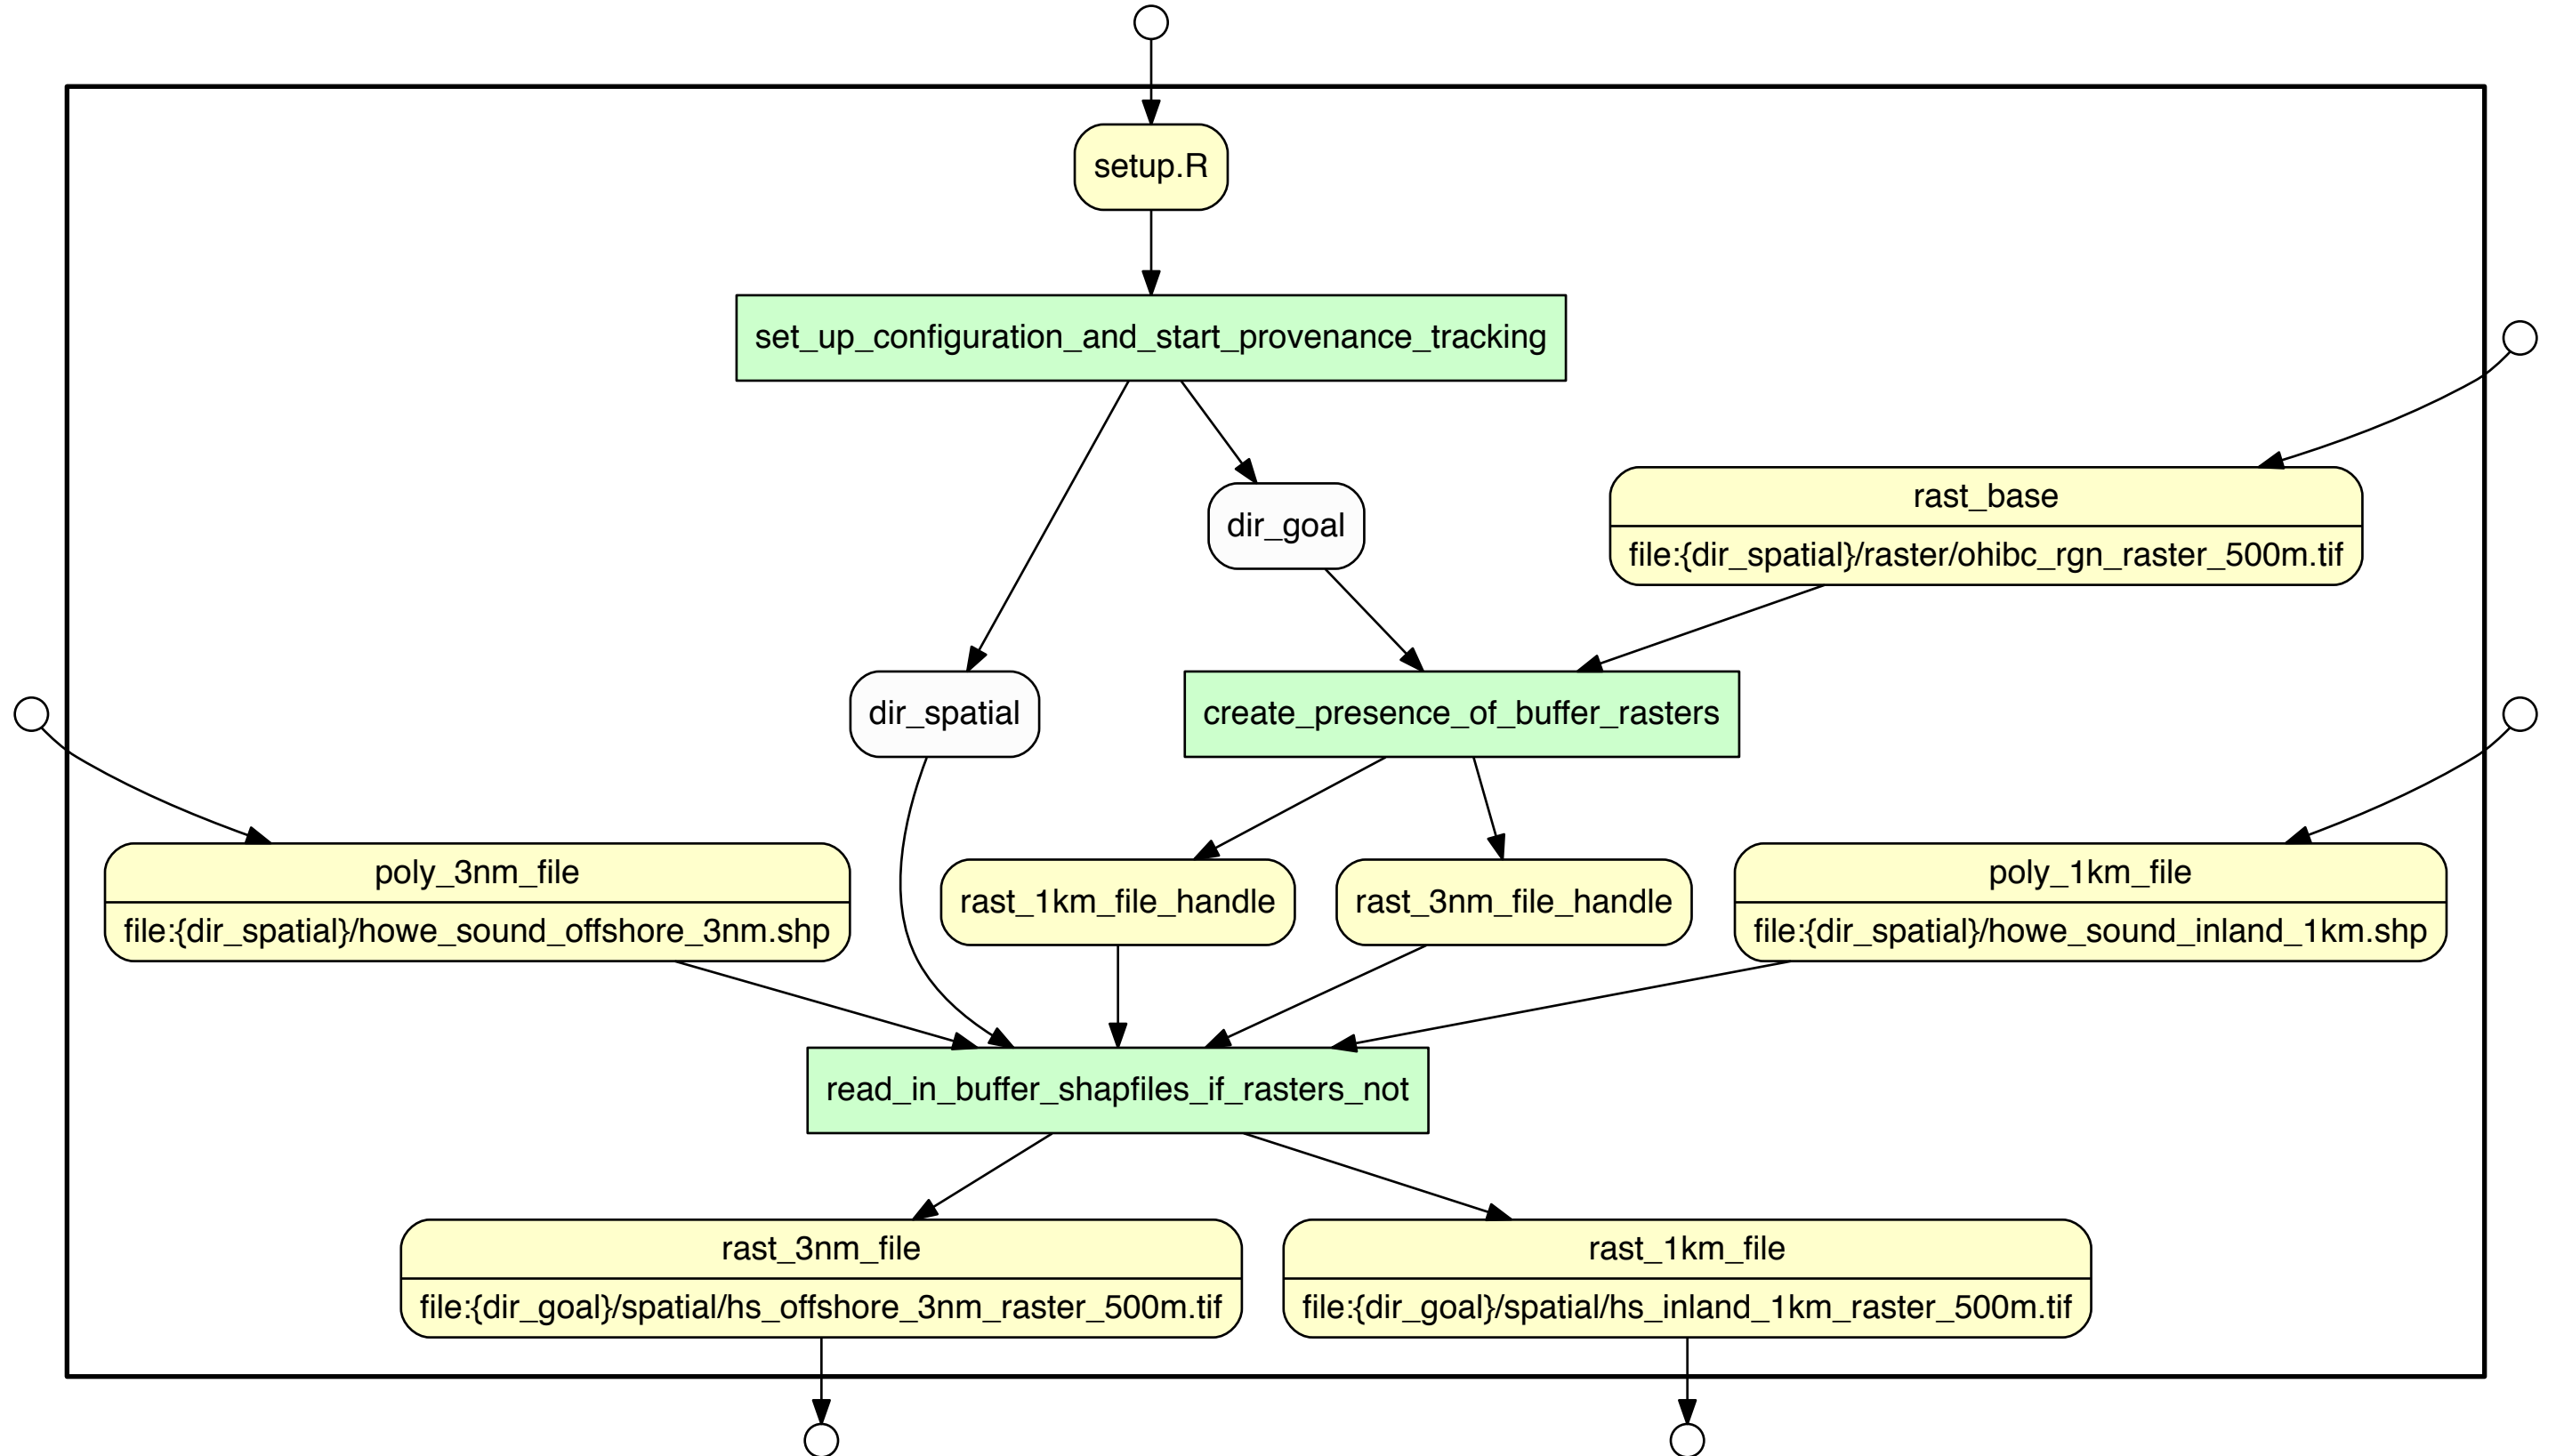 setup.R
set_up_configuration_and_start_provenance_tracking
dir_goal
rast_base
file:{dir_spatial}/raster/ohibc_rgn_raster_500m.tif
dir_spatial
create_presence_of_buffer_rasters
poly_3nm_file
file:{dir_spatial}/howe_sound_offshore_3nm.shp
rast_1km_file_handle
rast_3nm_file_handle
poly_1km_file
file:{dir_spatial}/howe_sound_inland_1km.shp
read_in_buffer_shapfiles_if_rasters_not
rast_3nm_file
file:{dir_goal}/spatial/hs_offshore_3nm_raster_500m.tif
rast_1km_file
file:{dir_goal}/spatial/hs_inland_1km_raster_500m.tif